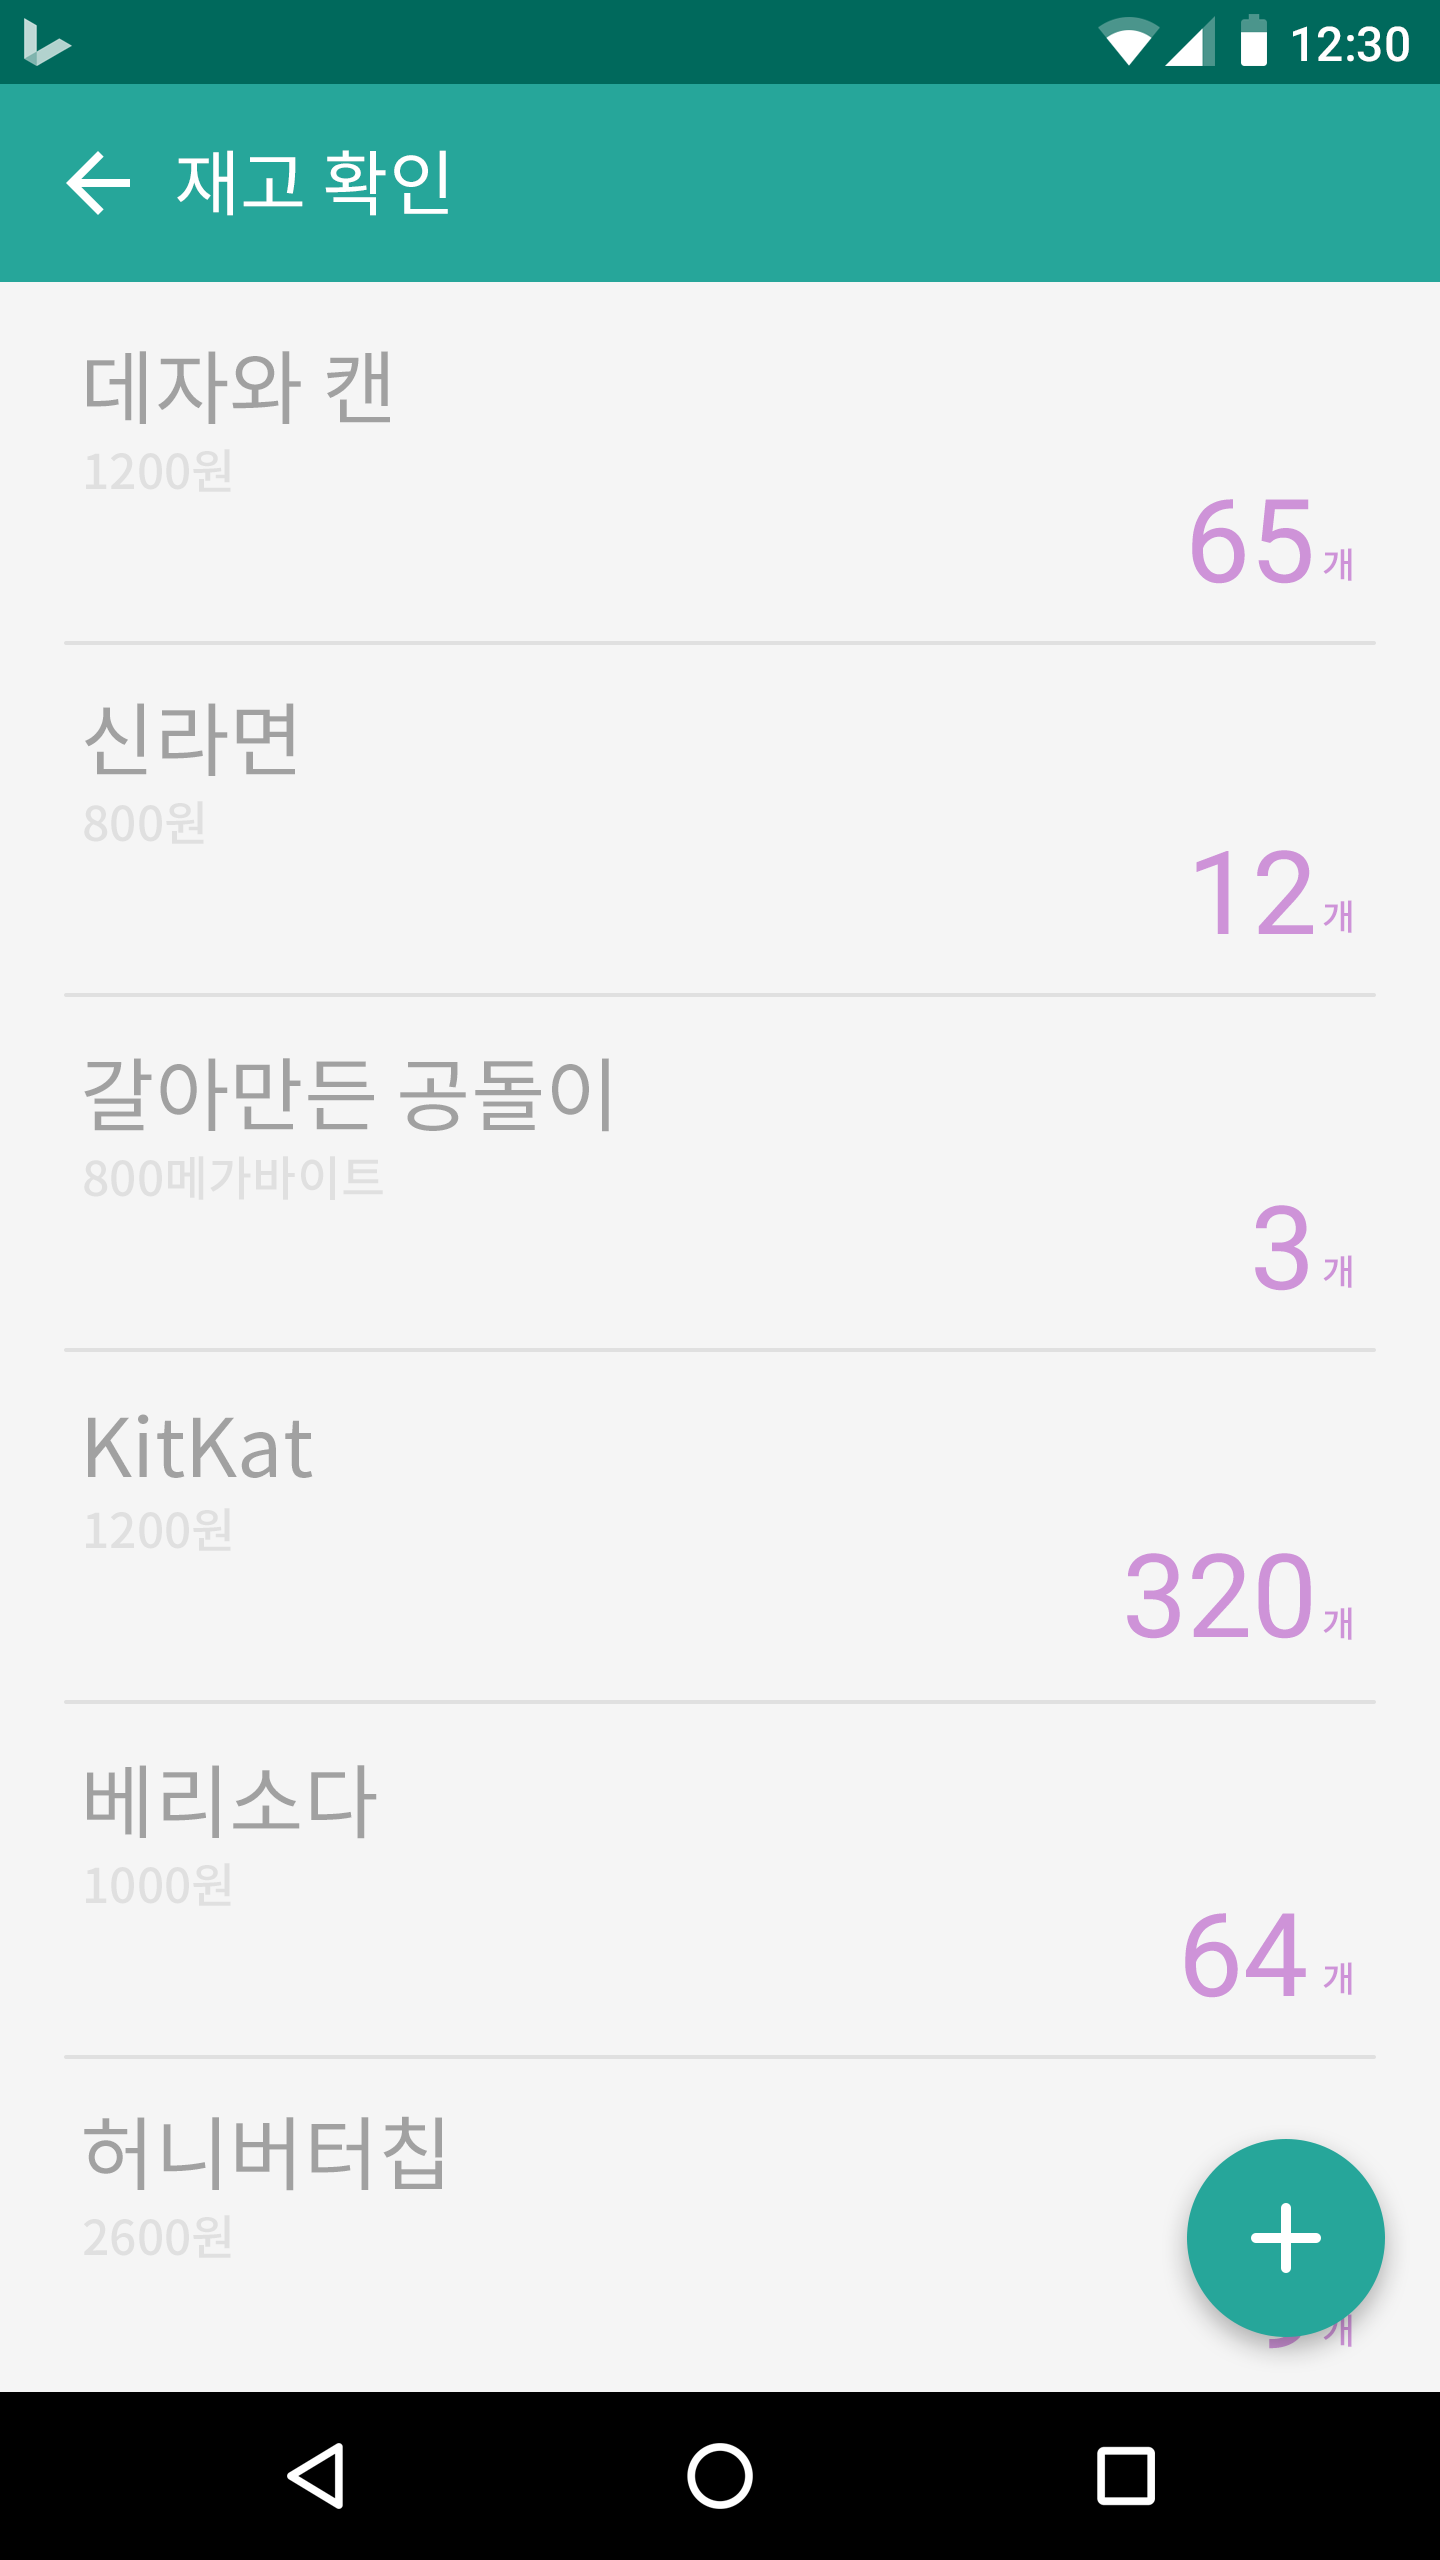 12:30
재고 확인
데자와 캔
1200원
65개
신라면
800원
12개
갈아만든 공돌이
800메가바이트
3개
KitKat
1200원
320개
베리소다
1000원
64개
허니버터칩
2600원
개